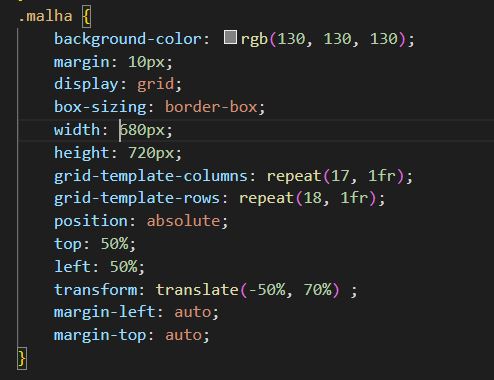 .malha {
background-color: rgb(130, 130, 130);
margin: 10px;
display: grid;
box-sizing: border-box;
width: 680px;
height: 720px;
grid-template-columns: repeat(17, 1fr);
grid-template-rows: repeat(18, 1fr);
position: absolute;
top: 50%;
left: 50%;
transform: translate(-50%, 70%) ;
margin-left: auto;
margin-top: auto;
}